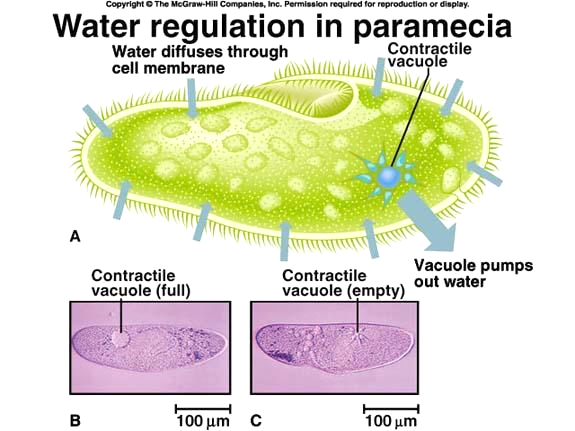 Copyright © The McGraw-Hill Companies, Inc. Permission required for reproduction or display.
Water regulation in paramecia
Water diffuses through
cell membrane
Contractile
vacuole
A
Vacuole pumps
out water
Contractile
vacuole (full)
Contractile
vacuole (empty)
B
100 µm
C
100 µm